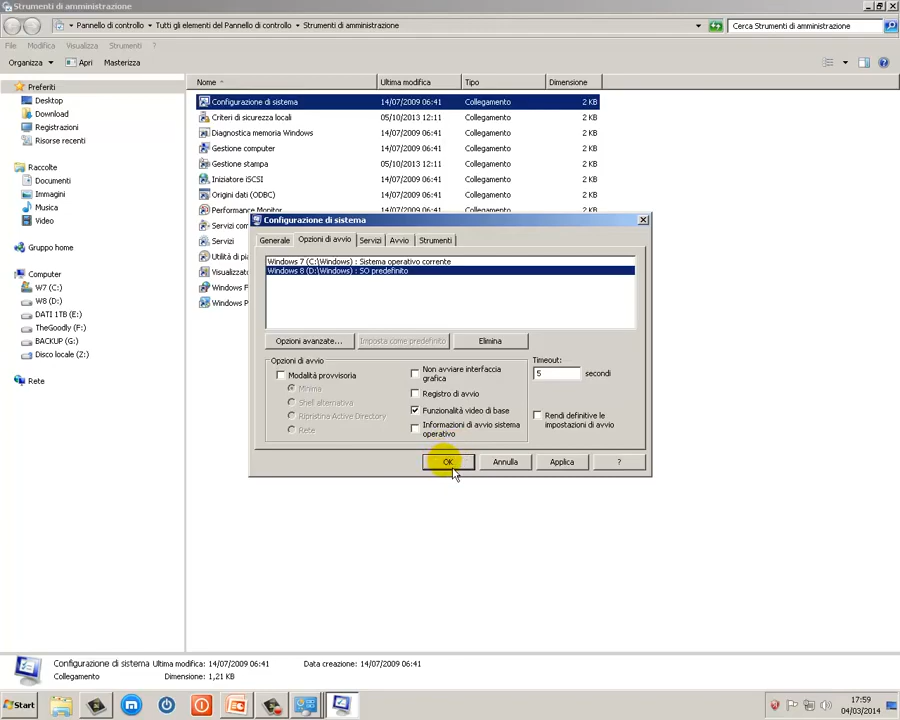 Strumenti di amministrazione
Pannello di controllo
Tutti gli elementi del Pannello di controllo
Strumenti di amministrazione
Cerca Strumenti di amministrazione
File
Modifica
Visualizza
Strumenti
?
Organizza
Apri
Masterizza
Preferiti
Desktop
Download
Registrazioni
Risorse recenti
Raccolte
Documenti
Immagini
Musica
Video
Gruppo home
Computer
W7 (C:)
W8 (D:)
DATI 1TB (E:)
TheGoodly (F:)
BACKUP (G:)
Disco locale (Z:)
Rete
Nome
Ultima modifica
Tipo
Dimensione
Configurazione di sistema 14/07/2009 06:41 Collegamento 2 KB
Criteri di sicurezza locali 05/10/2013 12:11 Collegamento 2 KB
Diagnostica memoria Windows 14/07/2009 06:41 Collegamento 2 KB
Gestione computer 14/07/2009 06:41 Collegamento 2 KB
Gestione stampa 05/10/2013 12:11 Collegamento 2 KB
Iniziatore iSCSI 14/07/2009 06:41 Collegamento 2 KB
Origini dati (ODBC) 14/07/2009 06:41 Collegamento 2 KB
Performance Monitor 14/07/2009 06:41 Collegamento 2 KB
Servizi
Utilità di
Configurazione di sistema
Generale
Opzioni di avvio
Servizi
Avvio
Strumenti
Windows 7 (C:\Windows) : Sistema operativo corrente
Windows 8 (D:\Windows) : SO predefinito
Opzioni avanzate...
Imposta come predefinito
Elimina
Opzioni di avvio
Modalità provvisoria
Minima
Shell alternativa
Ripristina Active Directory
Rete
Non avviare interfaccia
grafica
Registro di avvio
Funzionalità video di base
Informazioni di avvio sistema
operativo
Timeout:
5 secondi
Rendi definitive le
impostazioni di avvio
OK
Annulla
Applica
?
Configurazione di sistema Ultima modifica: 14/07/2009 06:41 Data creazione: 14/07/2009 06:41
Collegamento Dimensione: 1,21 KB
Start
17:59
04/03/2014